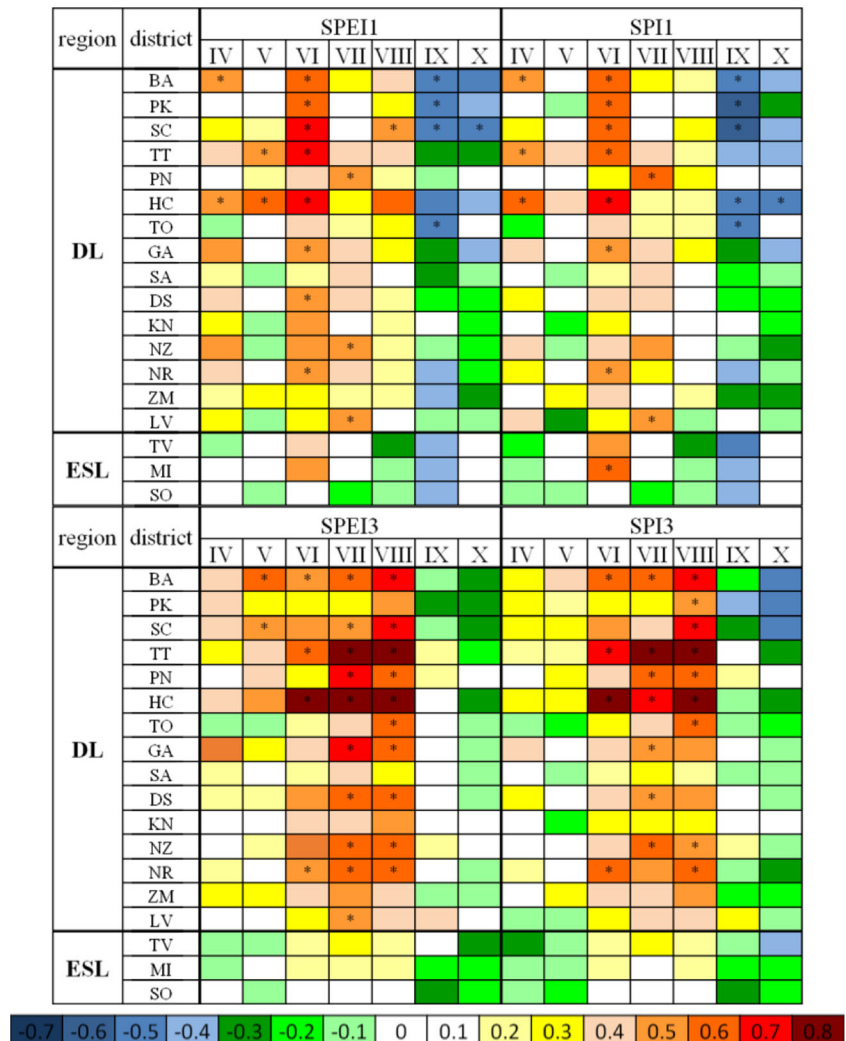 region district SPEI1 SPI1
IV V VI VII VIII IX X IV V VI VII VIII IX X
BA * * * * * *
PK * * * *
SC * * * * * *
TT * * * *
PN * *
HC * * * * * * *
TO * *
DL GA * *
SA
DS *
KN
NZ *
NR * *
ZM
LV * *
TV
ESL MI *
SO
region district SPEI3 SPI3
IV V VI VII VIII IX X IV V VI VII VIII IX X
BA * * * * * * *
PK *
SC * * * *
TT * * * * * *
PN * * * *
HC * * * * * *
TO * *
DL GA * * *
SA
DS * * *
KN
NZ * * * *
NR * * * * *
ZM
LV *
TV
ESL MI
SO
-0.7 -0.6 -0.5 -0.4 -0.3 -0.2 -0.1 0 0.1 0.2 0.3 0.4 0.5 0.6 0.7 0.8